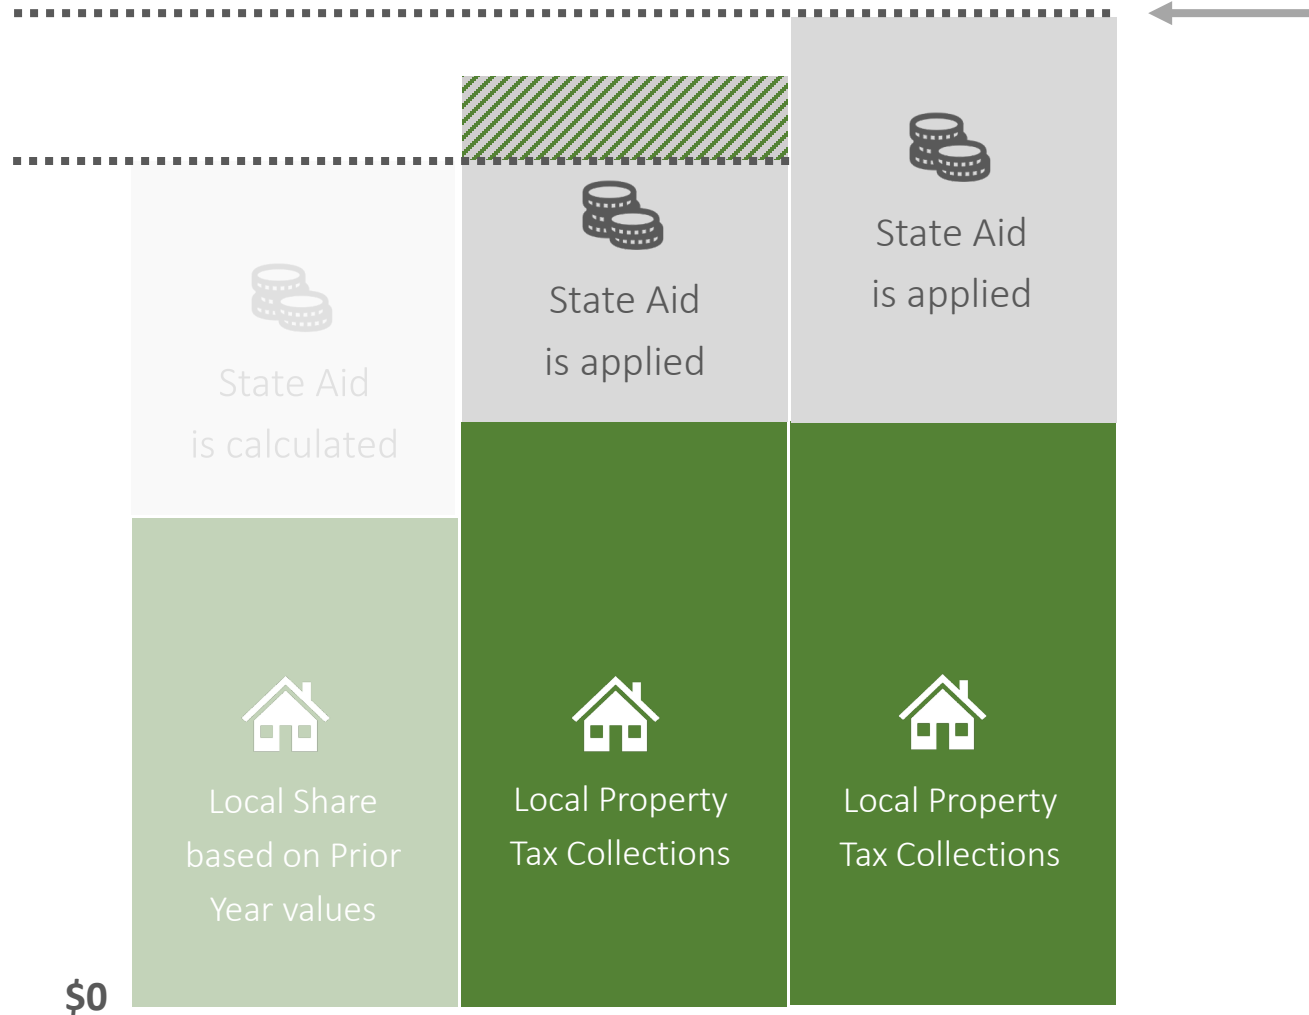 State Aid
is calculated
Local Share
based on Prior
Year values
State Aid
is applied
Local Property
Tax Collections
State Aid
is applied
Local Property
Tax Collections
$0